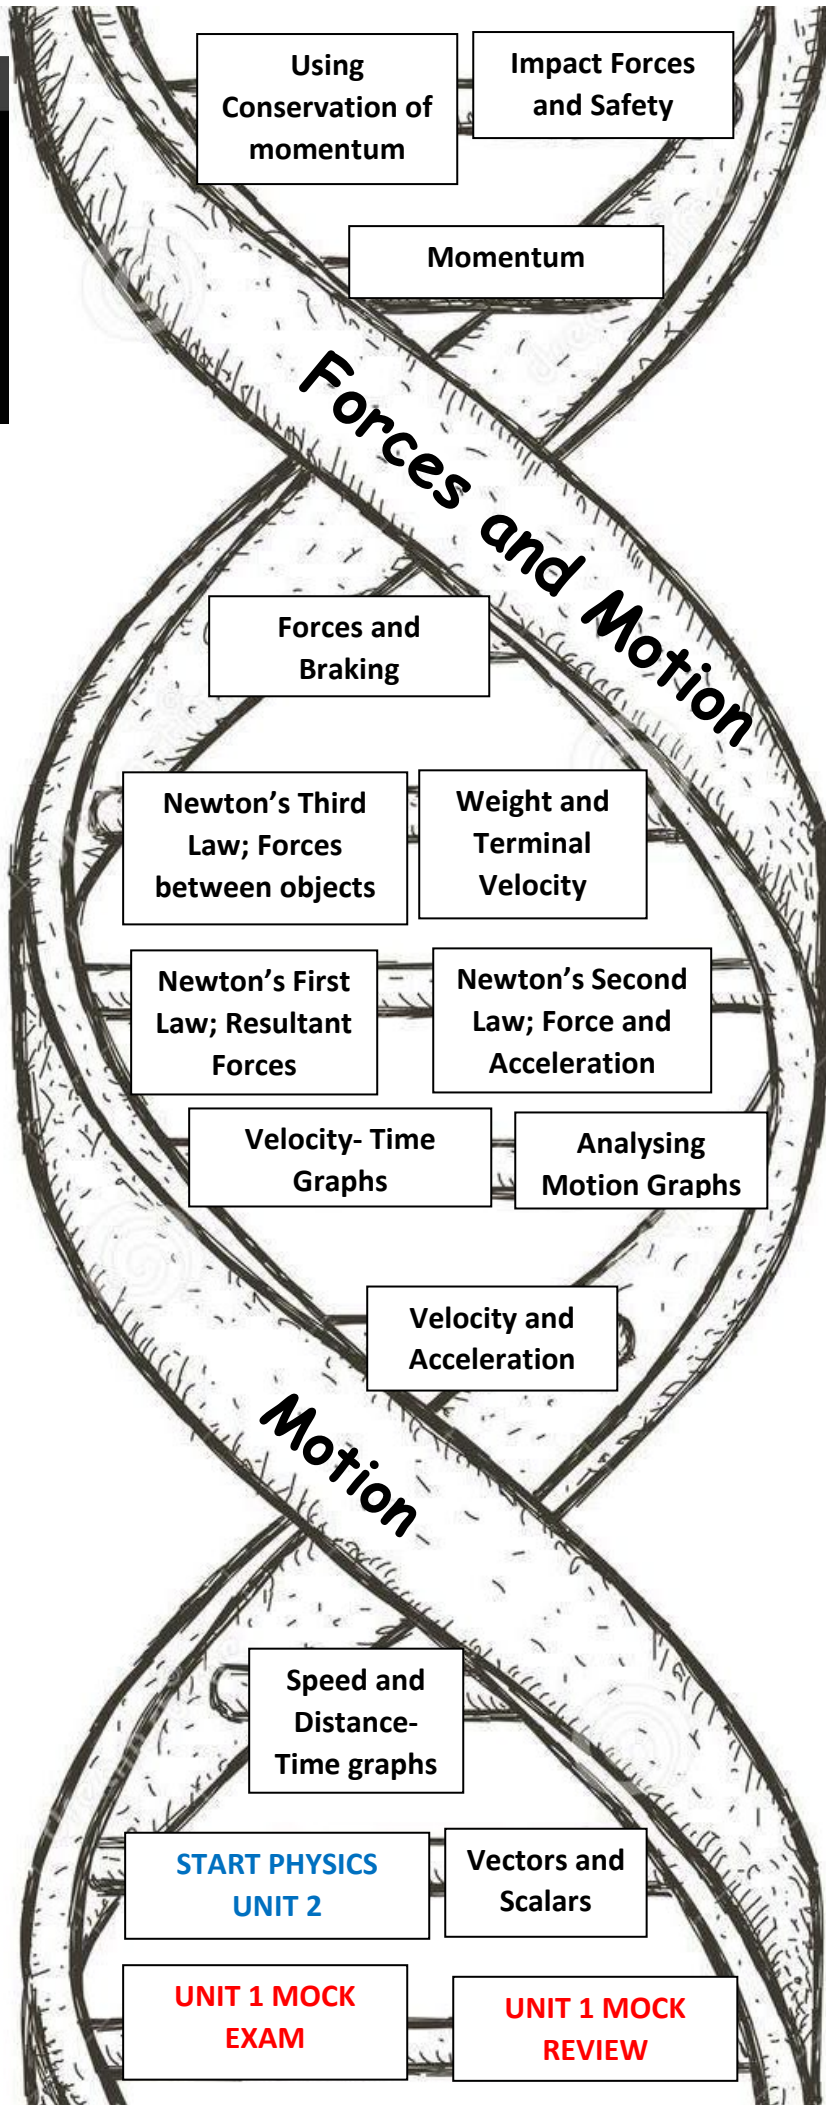 Using
Conservation of
momentum
Impact Forces
and Safety
Momentum
Forces and Motion
Forces and
Braking
Newton’s Third
Law; Forces
between objects
Weight and
Terminal
Velocity
Newton’s First
Law; Resultant
Forces
Newton’s Second
Law; Force and
Acceleration
Velocity- Time
Graphs
Analysing
Motion Graphs
Velocity and
Acceleration
Motion
Speed and
Distance-
Time graphs
START PHYSICS
UNIT 2
Vectors and
Scalars
UNIT 1 MOCK
EXAM
UNIT 1 MOCK
REVIEW